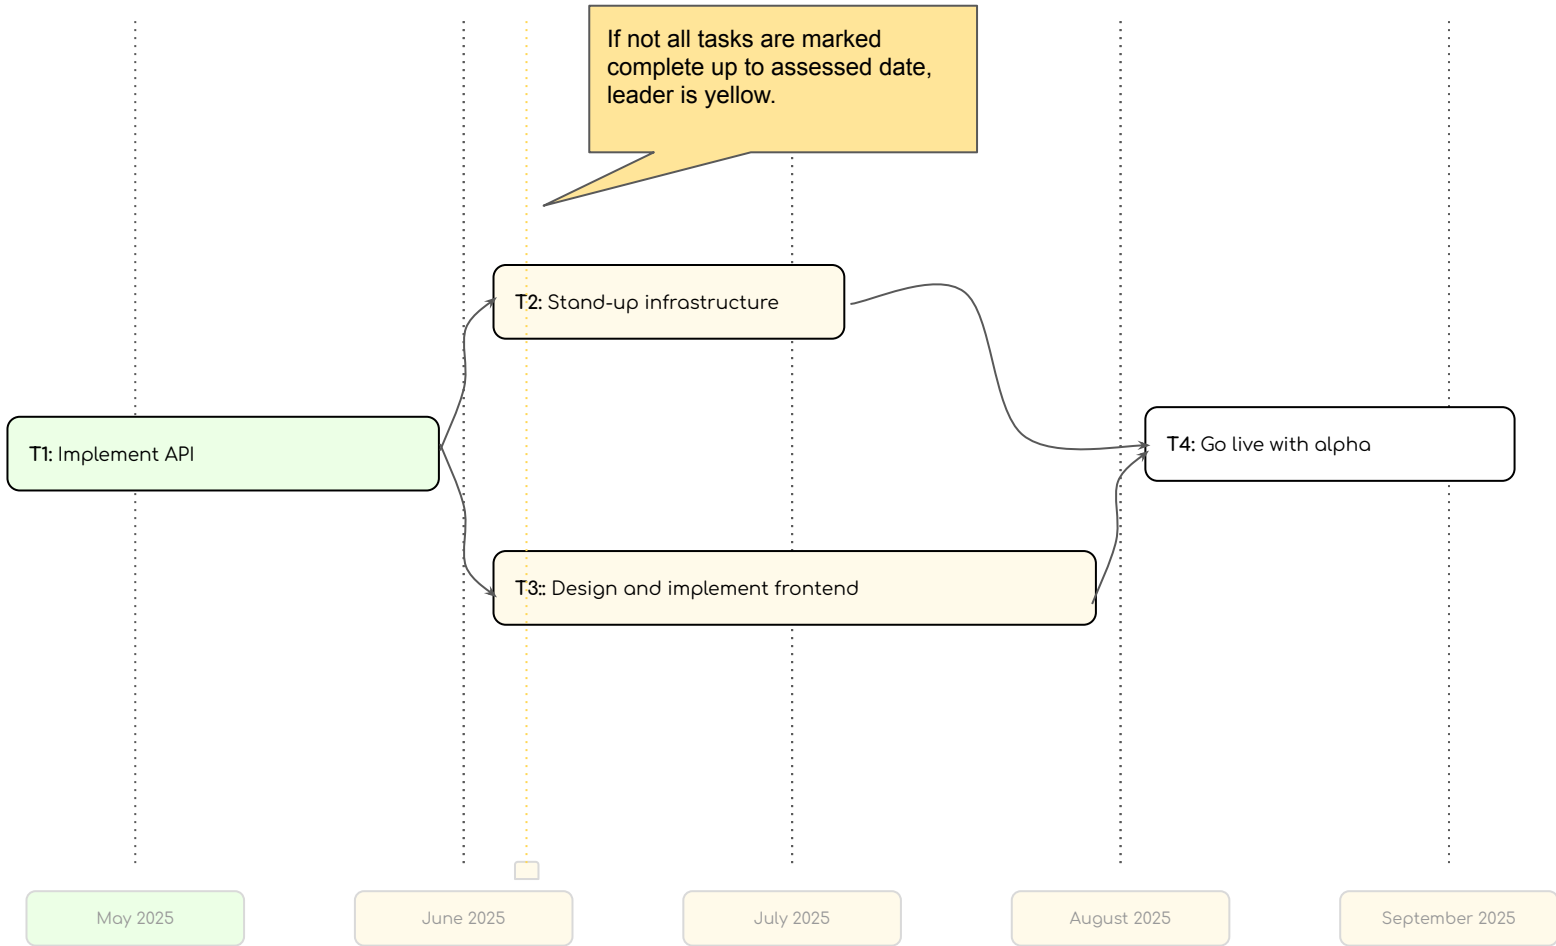 If not all tasks are marked
complete up to assessed date,
leader is yellow.
T2: Stand-up infrastructure
T1: Implement API
T4: Go live with alpha
T3:: Design and implement frontend
May 2025
June 2025
July 2025
August 2025
September 2025